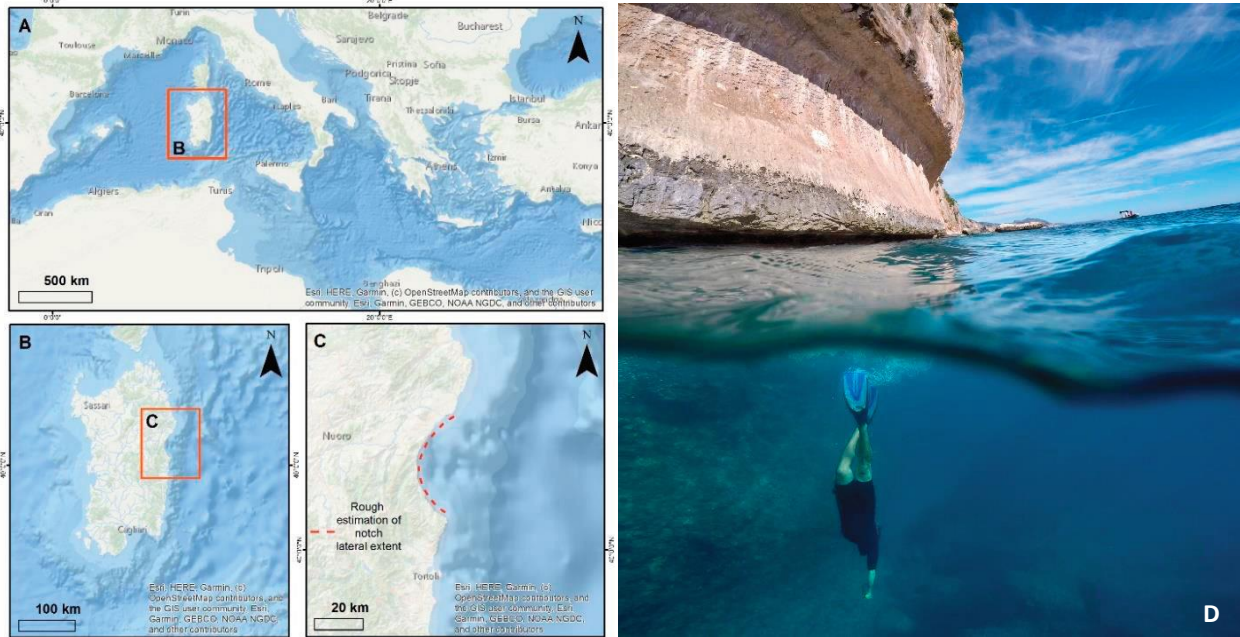 A
N
Turin
Belgrade
Bucharest
Toulouse
Monaco
Marseille
Sarajevo
Pristina
Sofia
Podgorica
Skopje
Barcelona
Rome
Naples
Bari
Tirana
Thessaloniki
Istanbul
Bursa
Ankar
B
Palermo
Athens
Izmir
Konya
Antalya
Algiers
Tunis
Oran
Nico
Tripoli
Benghazi
500 km
Esri, HERE, Garmin, (c) OpenStreetMap contributors, and the GIS user
community, Esri, Garmin, GEBCO, NOAA NGDC, and other contributors
B
N
Sassari
C
Cagliari
100 km
Esri, HERE, Garmin, (c)
OpenStreetMap contributors, and
the GIS user community, Esri,
Garmin, GEBCO, NOAA NGDC,
and other contributors
C
N
Nuoro
Rough
estimation of
notch
lateral extent
Tortolì
20 km
Esri, HERE, Garmin, (c)
OpenStreetMap contributors, and
the GIS user community, Esri,
Garmin, GEBCO, NOAA NGDC,
and other contributors
D